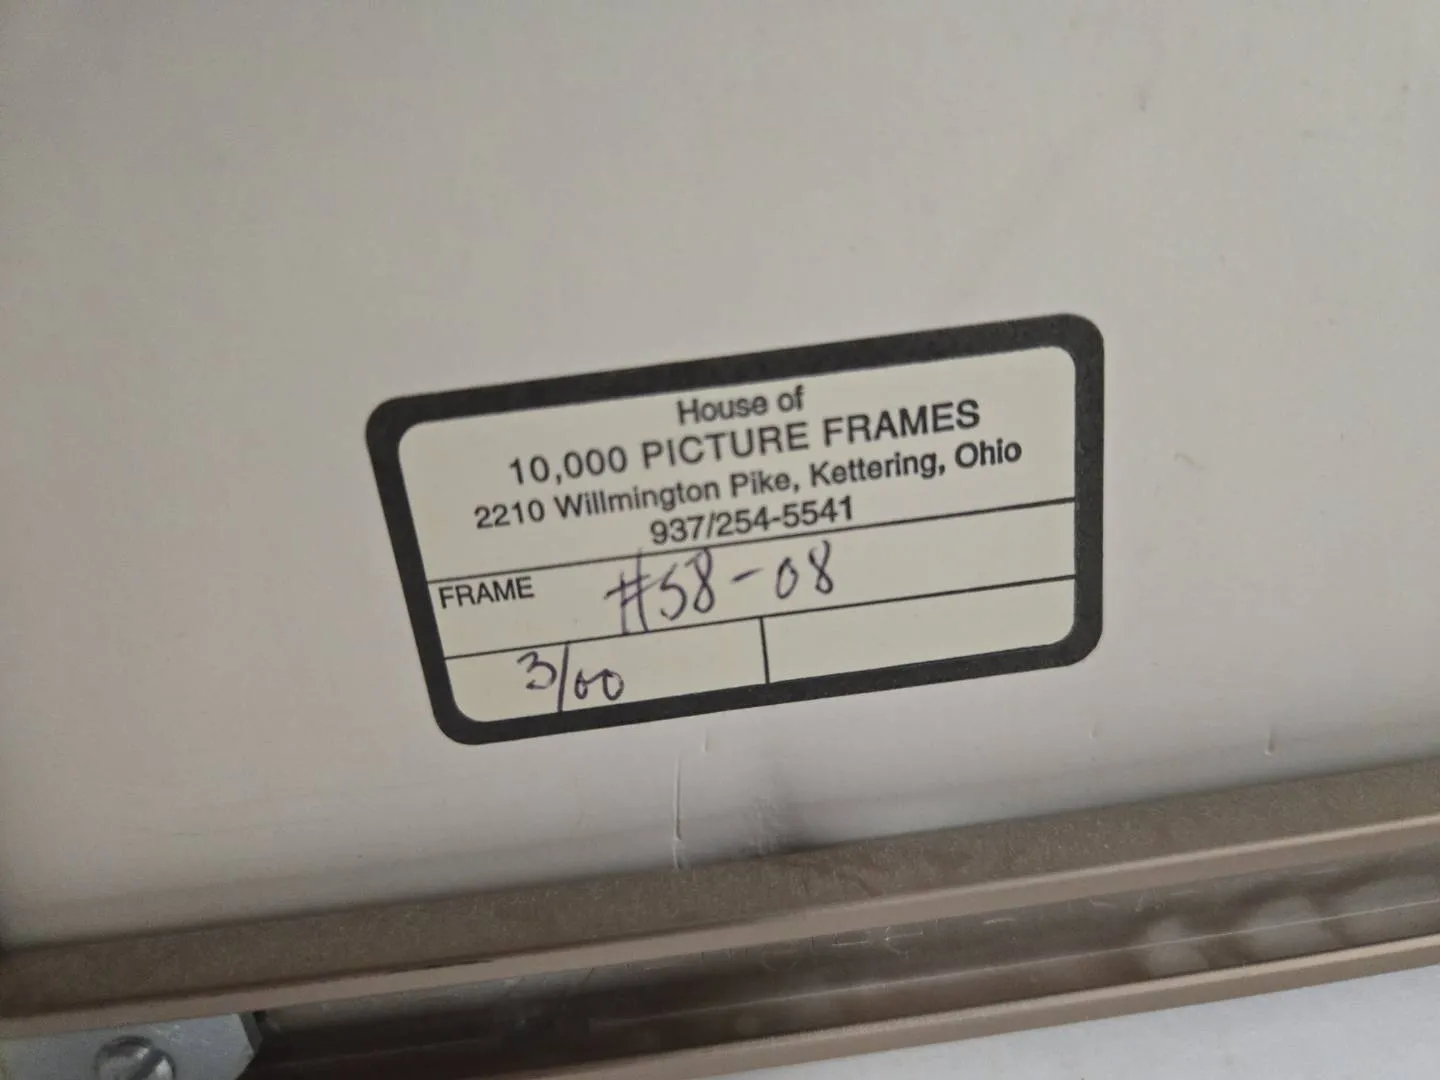 House of
10,000 PICTURE FRAMES
2210 Willmington Pike, Kettering, Ohio
937/254-5541
FRAME #58-08
3/00